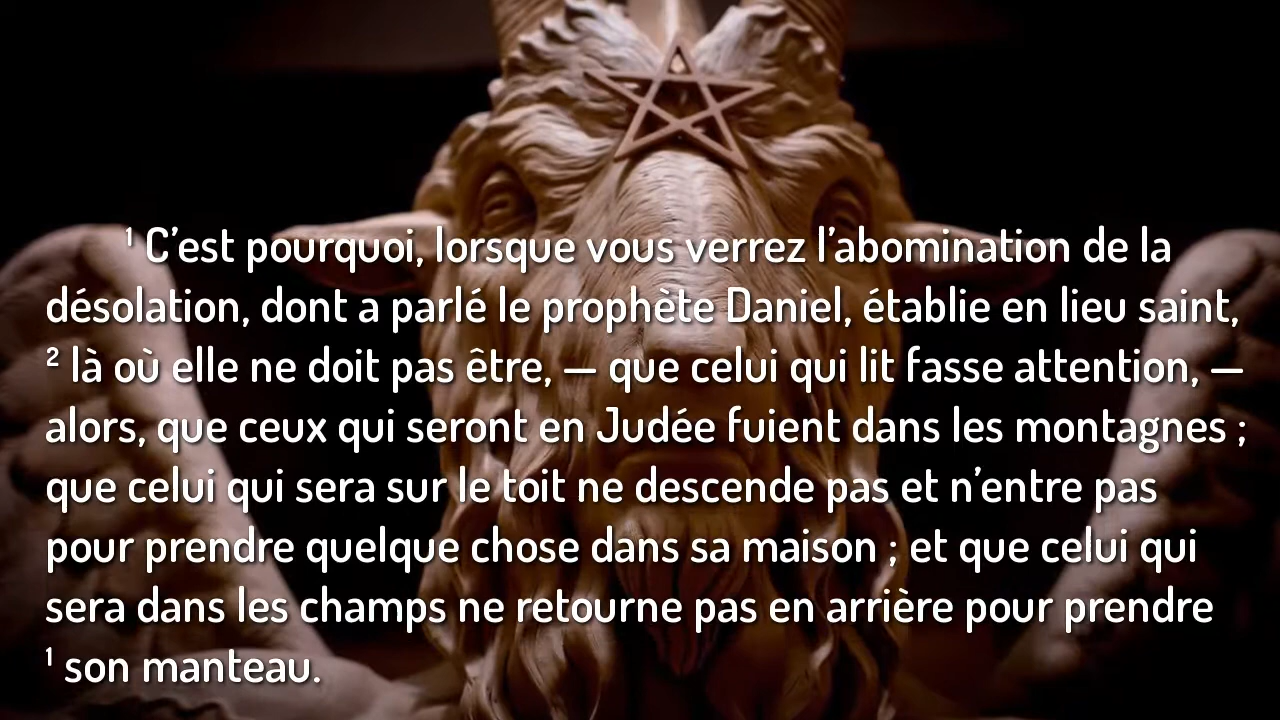 ¹ C’est pourquoi, lorsque vous verrez l’abomination de la
désolation, dont a parlé le prophète Daniel, établie en lieu saint,
² là où elle ne doit pas être, — que celui qui lit fasse attention, —
alors, que ceux qui seront en Judée fuient dans les montagnes ;
que celui qui sera sur le toit ne descende pas et n’entre pas
pour prendre quelque chose dans sa maison ; et que celui qui
sera dans les champs ne retourne pas en arrière pour prendre
¹ son manteau.